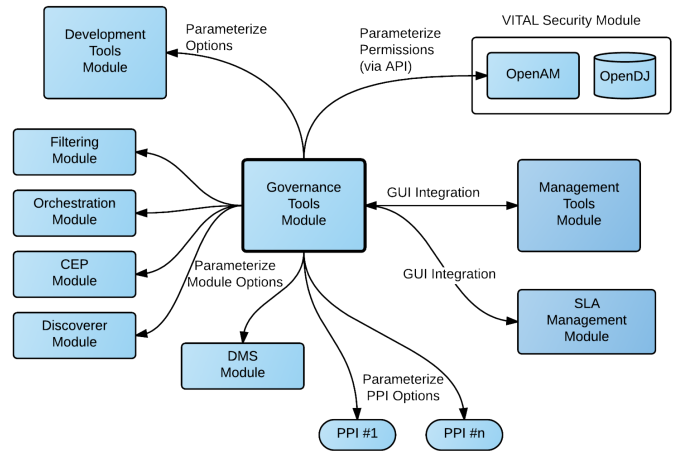 Development
Tools
Module
Parameterize
Options
Parameterize
Permissions
(via API)
VITAL Security Module
OpenAM
OpenDJ
Filtering
Module
Orchestration
Module
CEP
Module
Discoverer
Module
Governance
Tools
Module
GUI Integration
Management
Tools
Module
GUI Integration
SLA
Management
Module
Parameterize
Module Options
DMS
Module
Parameterize
PPI Options
PPI #1
PPI #n